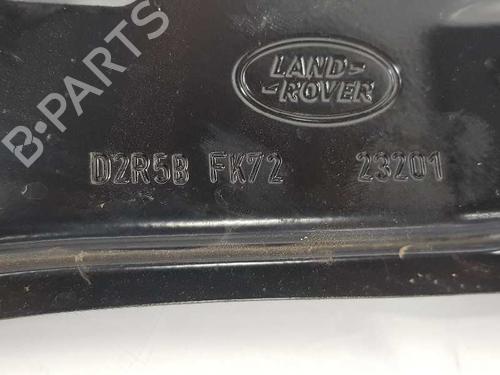 LAND-
-ROVER
D2R5B FK72 23201
B-PARTS